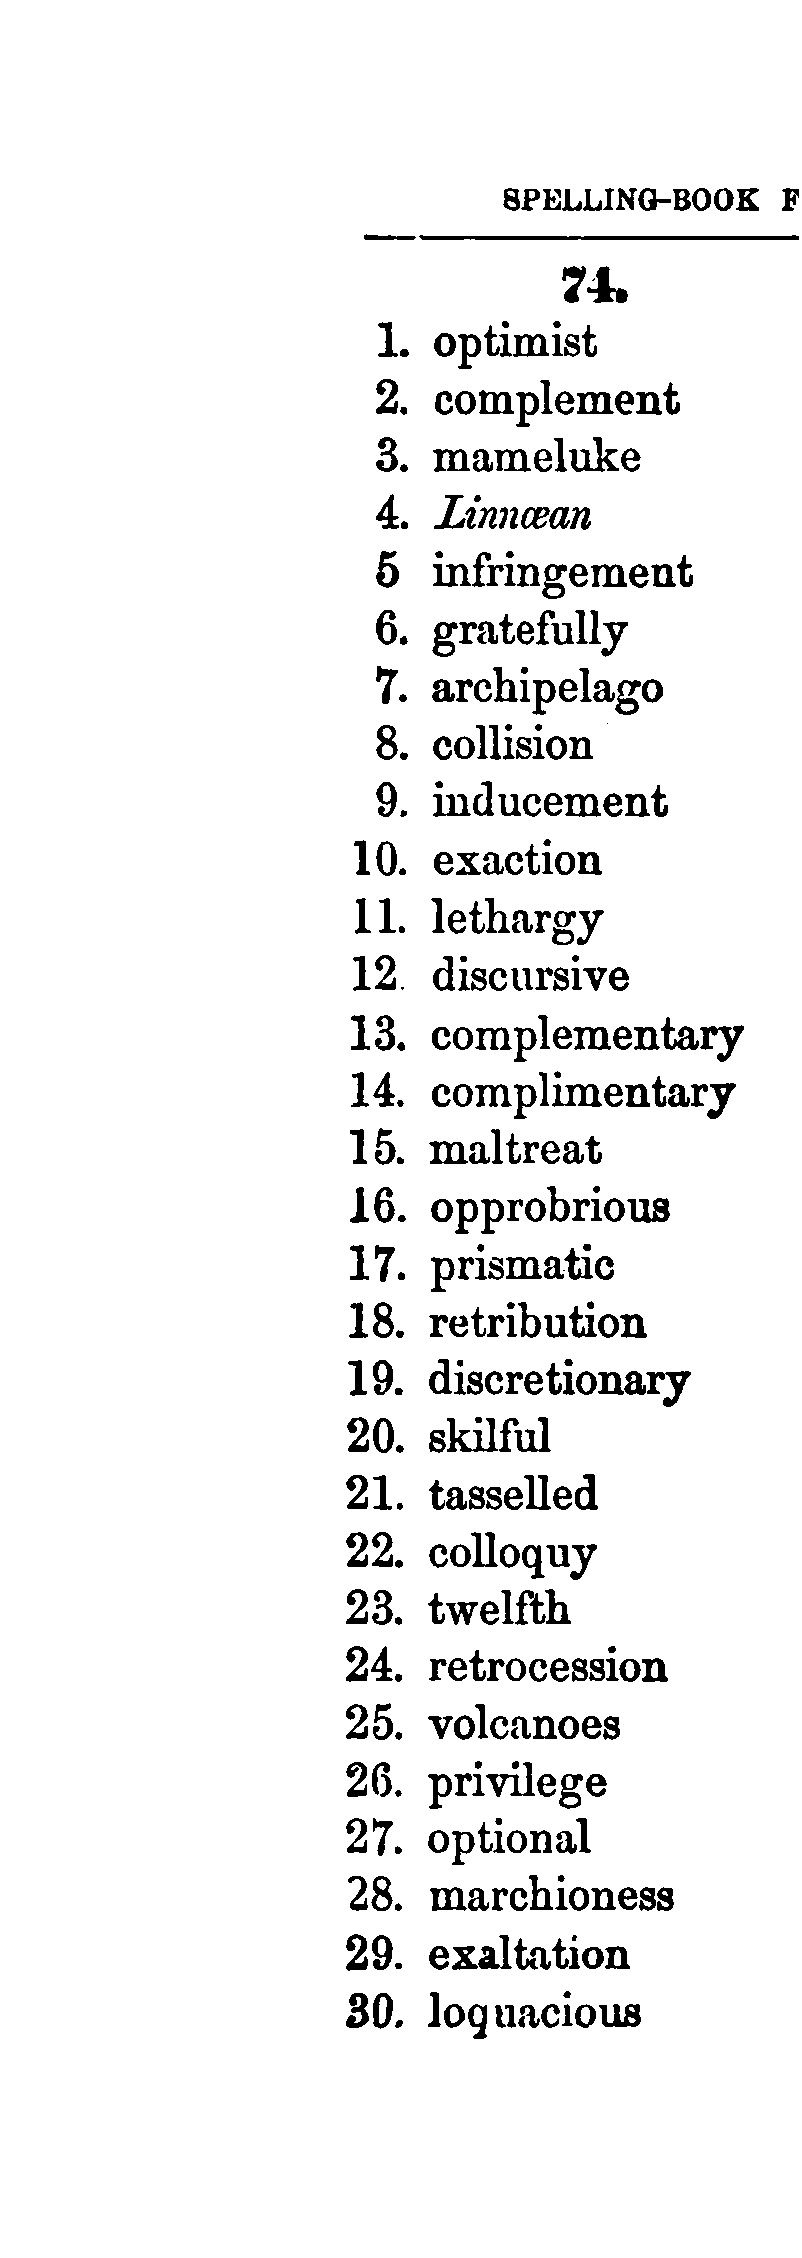 SPELLING-BOOK F
74.
1. optimist
2. complement
3. mameluke
4. Linnœan
5 infringement
6. gratefully
7. archipelago
8. collision
9. inducement
10. exaction
11. lethargy
12. discursive
13. complementary
14. complimentary
15. maltreat
16. opprobrious
17. prismatic
18. retribution
19. discretionary
20. skilful
21. tasselled
22. colloquy
23. twelfth
24. retrocession
25. volcanoes
26. privilege
27. optional
28. marchioness
29. exaltation
30. loquacious